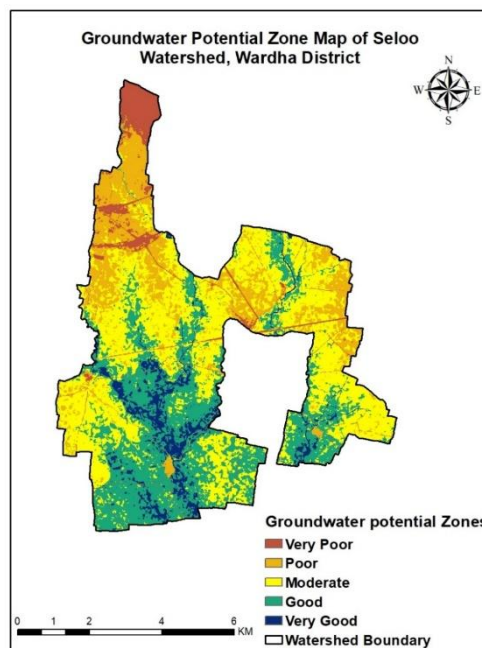 Groundwater Potential Zone Map of Seloo
Watershed, Wardha District
N
W E
S
Groundwater potential Zones
Very Poor
Poor
Moderate
Good
Very Good
Watershed Boundary
0 2 4 6
KM